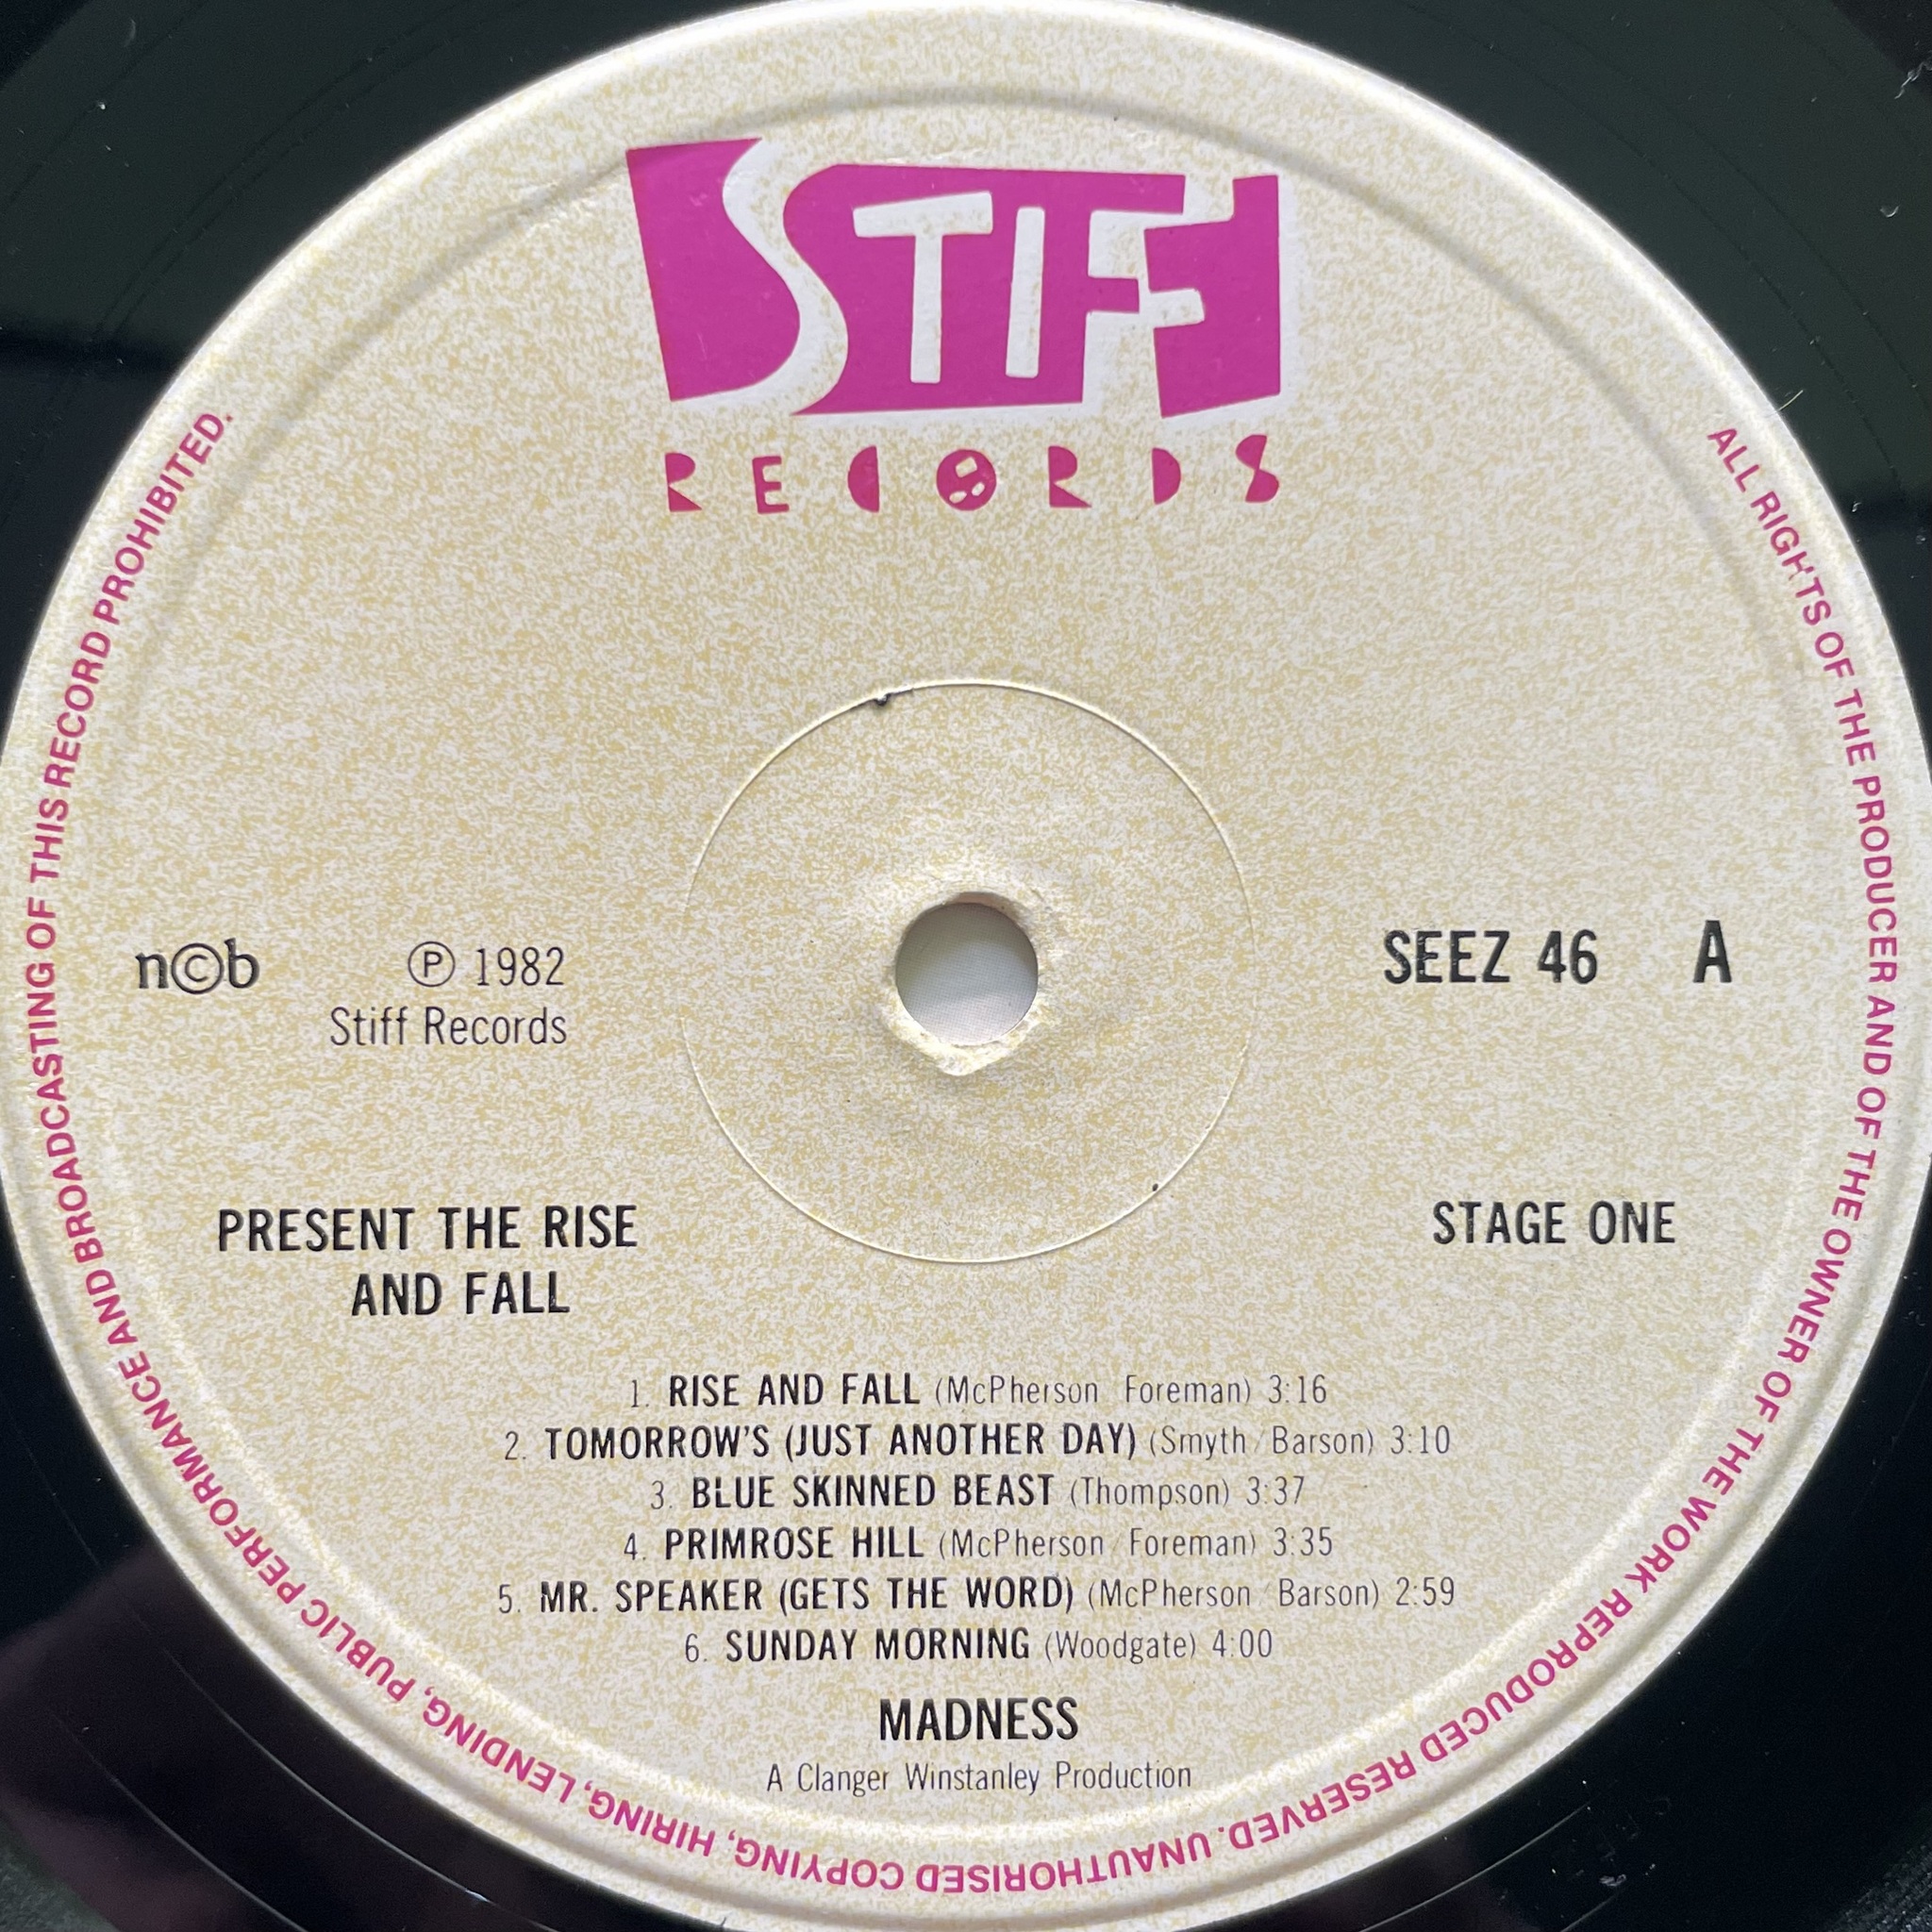 STIFF
RECORDS
n©b
℗ 1982
Stiff Records
SEEZ 46 A
PRESENT THE RISE
AND FALL
STAGE ONE
1. RISE AND FALL (McPherson/Foreman) 3:16
2. TOMORROW'S (JUST ANOTHER DAY) (Smyth/Barson) 3:10
3. BLUE SKINNED BEAST (Thompson) 3:37
4. PRIMROSE HILL (McPherson/Foreman) 3:35
5. MR. SPEAKER (GETS THE WORD) (McPherson/Barson) 2:59
6. SUNDAY MORNING (Woodgate) 4:00
MADNESS
A Clanger Winstanley Production
ALL RIGHTS OF THE PRODUCER AND OF THE OWNER OF THE WORK REPRODUCED RESERVED. UNAUTHORISED COPYING, HIRING, LENDING, PUBLIC PERFORMANCE AND BROADCASTING OF THIS RECORD PROHIBITED.